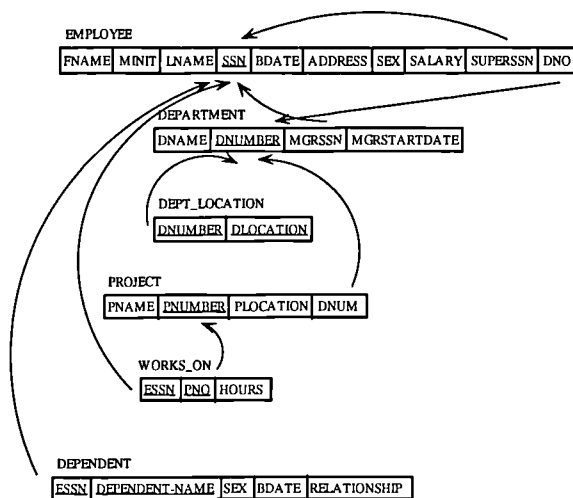 EMPLOYEE
FNAME MINIT LNAME SSN BDATE ADDRESS SEX SALARY SUPERSSN DNO
DEPARTMENT
DNAME DNUMBER MGRSSN MGRSTARTDATE
DEPT_LOCATION
DNUMBER DLOCATION
PROJECT
PNAME PNUMBER PLOCATION DNUM
WORKS_ON
ESSN PNO HOURS
DEPENDENT
ESSN DEPENDENT-NAME SEX BDATE RELATIONSHIP